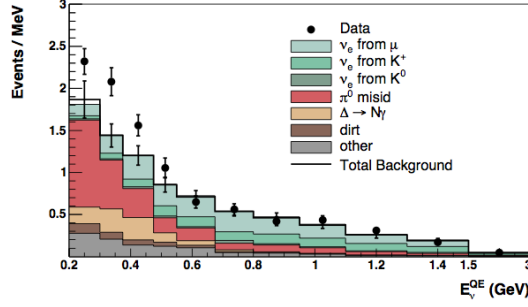 Events / MeV
3
2.5
2
1.5
1
0.5
Data
νe from μ
νe from K+
νe from K0
π0 misid
Δ → Nγ
dirt
other
Total Background
0.2 0.4 0.6 0.8 1 1.2 1.4 1.5
EνQE (GeV)